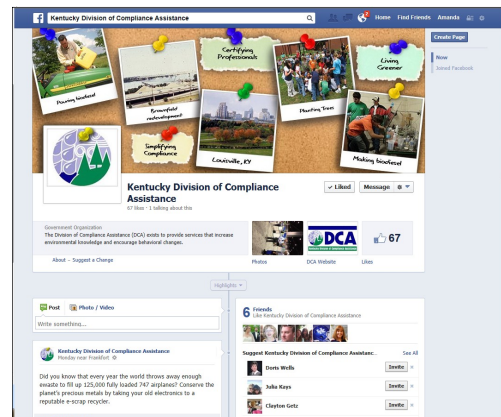 Kentucky Division of Compliance Assistance
2
Home Find Friends Amanda
Create Page
Now
Joined Facebook
Certifying
Professionals
Living
Greener
Pouring biodiesel
Brownfield
redevelopment
Planting Trees
Simplifying
Compliance
Louisville, KY
Making biodiesel
Kentucky Division of Compliance
Assistance
67 likes · 1 talking about this
Liked
Message
Government Organization
The Division of Compliance Assistance (DCA) exists to provide services that increase
environmental knowledge and encourage behavioral changes.
About – Suggest a Change
DCA
67
Photos
DCA Website
Likes
Highlights
Post
Photo / Video
Write something...
Kentucky Division of Compliance Assistance
Monday near Frankfort
Did you know that every year the world throws away enough
ewaste to fill up 125,000 fully loaded 747 airplanes? Conserve the
planet's precious metals by taking your old electronics to a
reputable e-scrap recycler.
6 Friends
Like Kentucky Division of Compliance Assistance
Suggest Kentucky Division of Compliance Assistanc...
See All
Doris Wells
Invite
Julia Kays
Invite
Clayton Getz
Invite